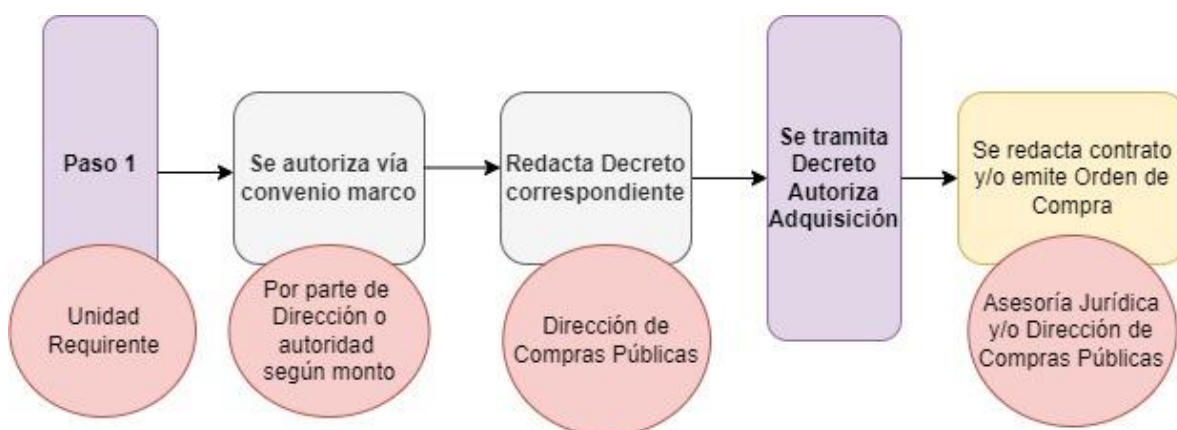 Paso 1
Unidad
Requirente
Se autoriza vía
convenio marco
Por parte de
Dirección o
autoridad
según monto
Redacta Decreto
correspondiente
Dirección de
Compras Públicas
Se tramita
Decreto
Autoriza
Adquisición
Se redacta contrato
y/o emite Orden de
Compra
Asesoría Jurídica
y/o Dirección de
Compras Públicas